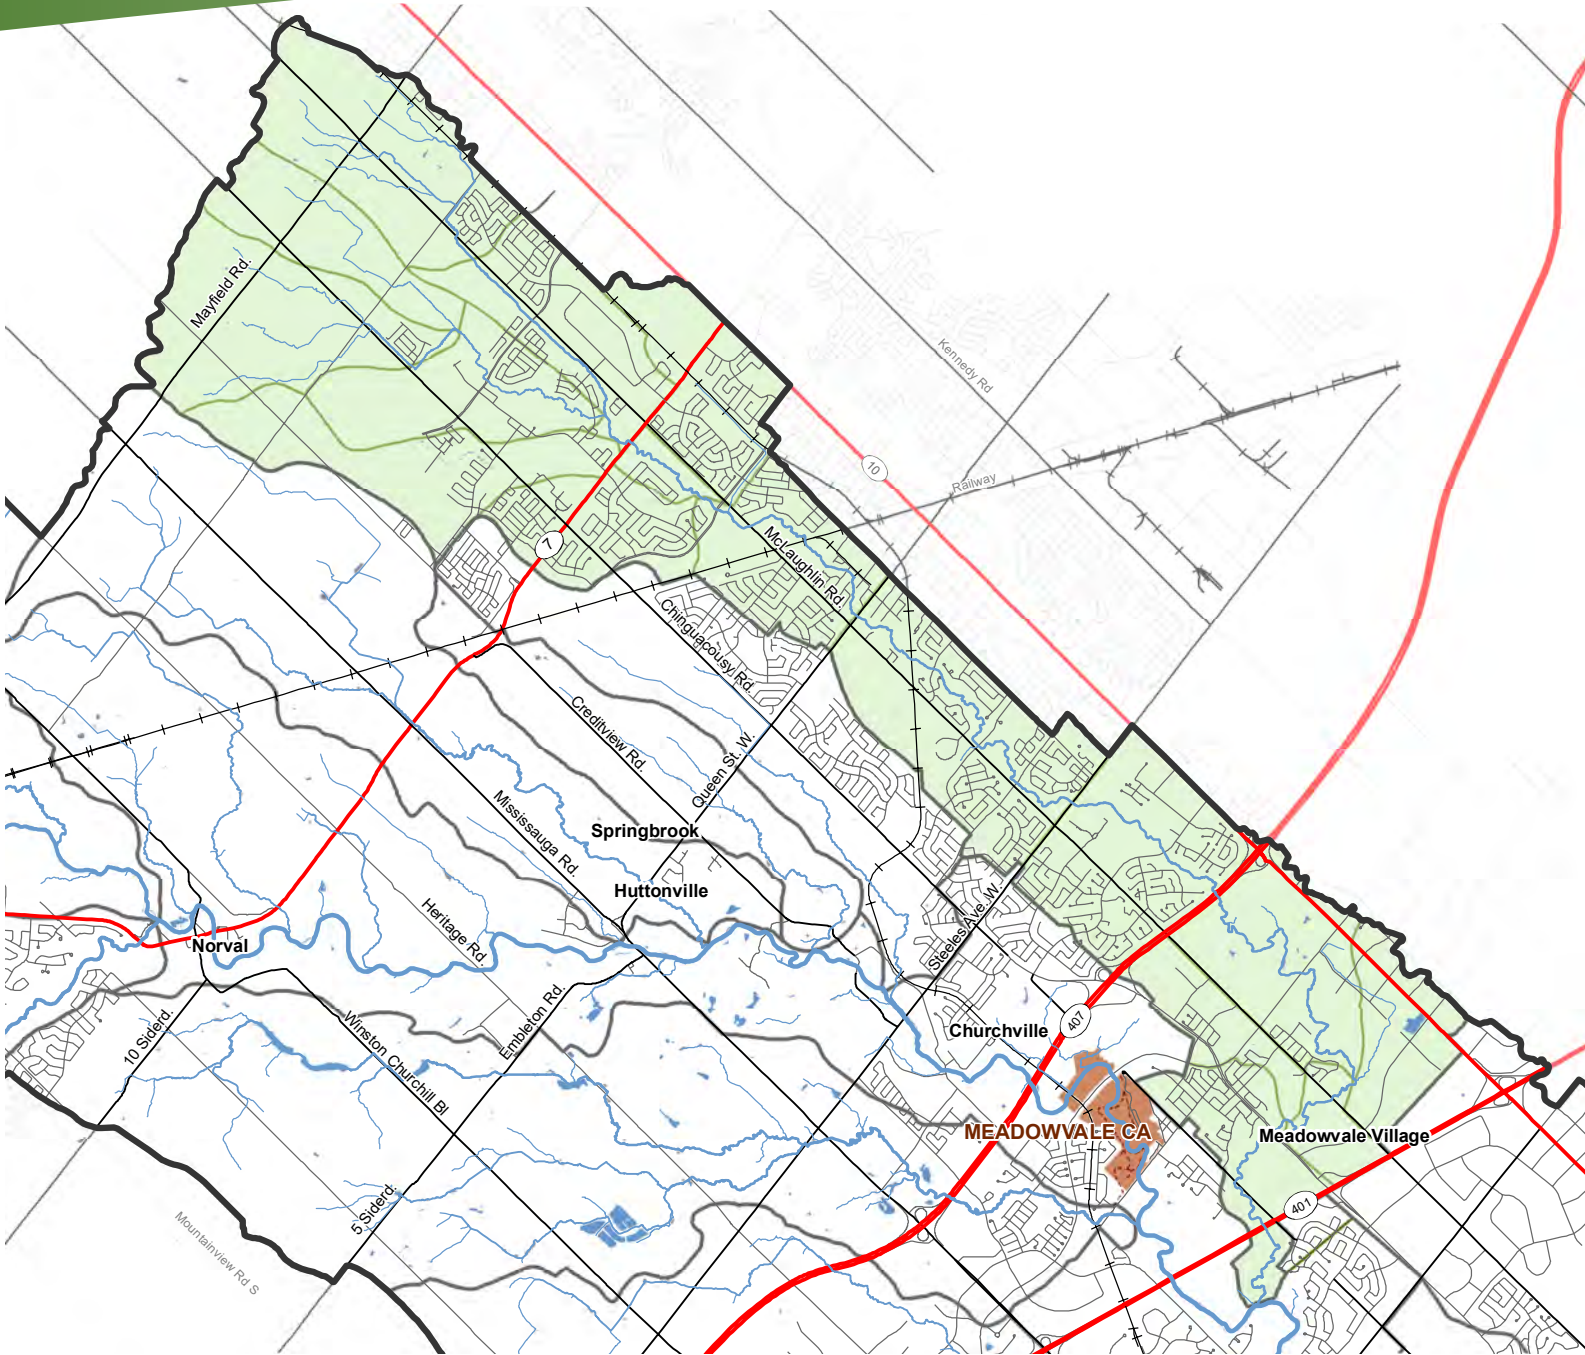 Mayfield Rd.
Kennedy Rd
10
Railway
7
McLaughlin Rd.
Chinguacousy Rd.
Creditview Rd.
Queen St. W.
Mississauga Rd.
Springbrook
Huttonville
Heritage Rd.
Steeles Ave. W.
Norval
Embleton Rd.
10 Siderd.
Winston Churchill Bl
Churchville
407
MEADOWVALE CA
Meadowvale Village
401
5 Siderd.
Mountainview Rd S